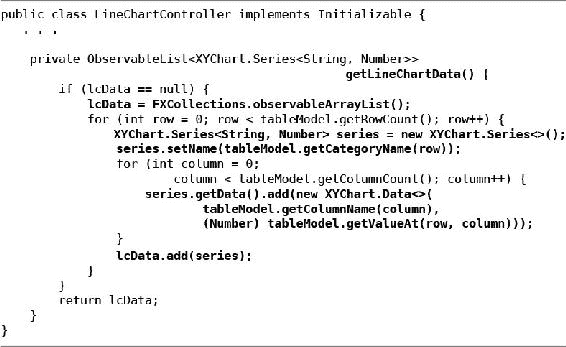 public class LineChartController implements Initializable {
. . .
private ObservableList<XYChart.Series<String, Number>>
getLineChartData() {
if (lcData == null) {
lcData = FXCollections.observableArrayList();
for (int row = 0; row < tableModel.getRowCount(); row++) {
XYChart.Series<String, Number> series = new XYChart.Series<>();
series.setName(tableModel.getCategoryName(row));
for (int column = 0;
column < tableModel.getColumnCount(); column++) {
series.getData().add(new XYChart.Data<>(
tableModel.getColumnName(column),
(Number) tableModel.getValueAt(row, column)));
}
lcData.add(series);
}
}
return lcData;
}
}